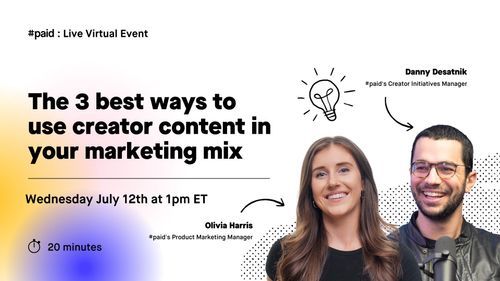 #paid : Live Virtual Event
The 3 best ways to
use creator content in
your marketing mix
Wednesday July 12th at 1pm ET
20 minutes
Danny Desatnik
#paid's Creator Initiatives Manager
Olivia Harris
#paid's Product Marketing Manager